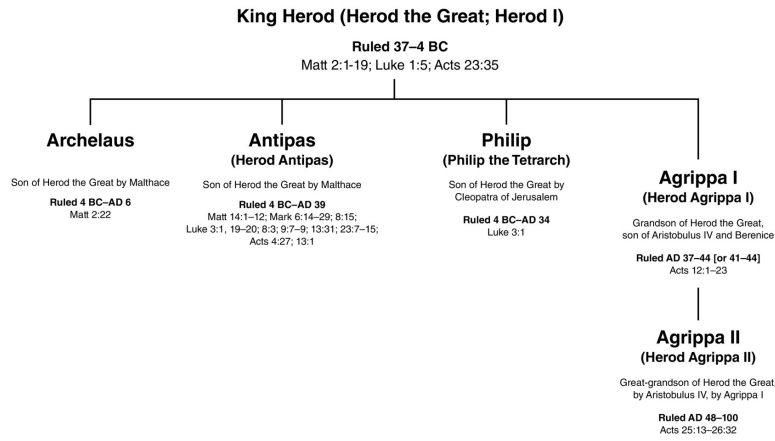 King Herod (Herod the Great; Herod I)
Ruled 37–4 BC
Matt 2:1-19; Luke 1:5; Acts 23:35
Archelaus
Son of Herod the Great by Malthace
Ruled 4 BC–AD 6
Matt 2:22
Antipas
(Herod Antipas)
Son of Herod the Great by Malthace
Ruled 4 BC–AD 39
Matt 14:1–12; Mark 6:14–29; 8:15;
Luke 3:1, 19–20; 8:3; 9:7–9; 13:31; 23:7–15;
Acts 4:27; 13:1
Philip
(Philip the Tetrarch)
Son of Herod the Great by
Cleopatra of Jerusalem
Ruled 4 BC–AD 34
Luke 3:1
Agrippa I
(Herod Agrippa I)
Grandson of Herod the Great,
son of Aristobulus IV and Berenice
Ruled AD 37–44 [or 41–44]
Acts 12:1–23
Agrippa II
(Herod Agrippa II)
Great-grandson of Herod the Great
by Aristobulus IV, by Agrippa I
Ruled AD 48–100
Acts 25:13–26:32